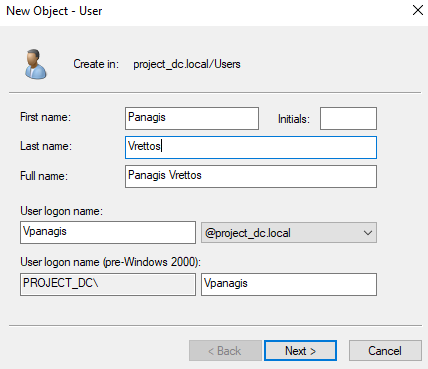 New Object - User
Create in: project_dc.local/Users
First name: Panagis Initials:
Last name: Vrettos
Full name: Panagis Vrettos
User logon name:
Vpanagis @project_dc.local
User logon name (pre-Windows 2000):
PROJECT_DC\ Vpanagis
< Back Next > Cancel